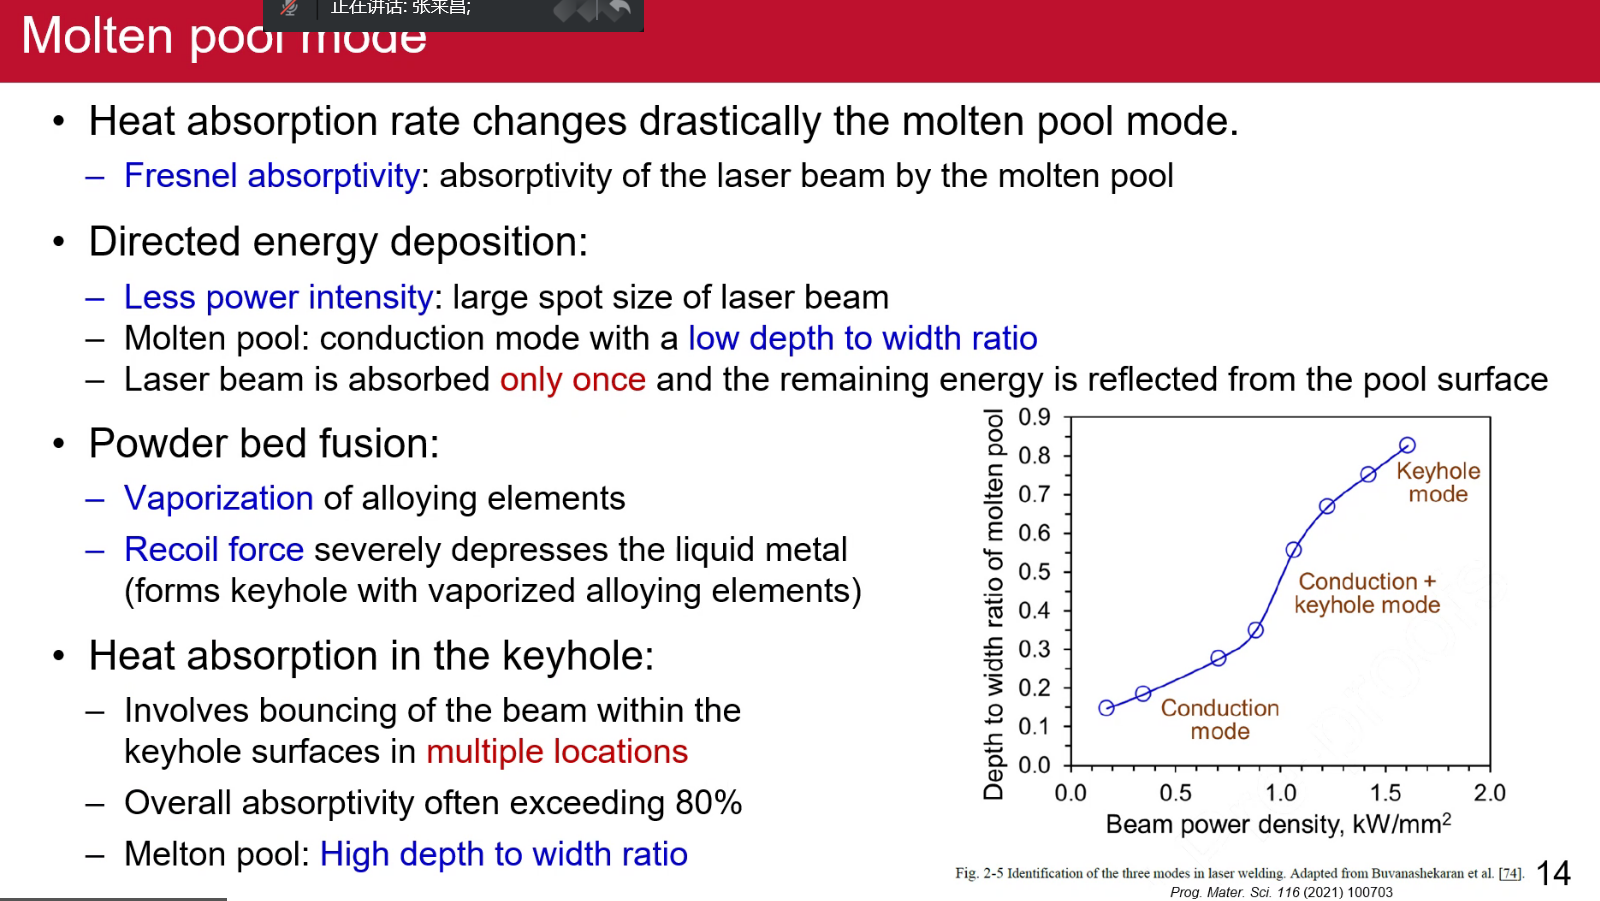 正在讲话: 张来昌;
Molten pool mode
• Heat absorption rate changes drastically the molten pool mode.
– Fresnel absorptivity: absorptivity of the laser beam by the molten pool
• Directed energy deposition:
– Less power intensity: large spot size of laser beam
– Molten pool: conduction mode with a low depth to width ratio
– Laser beam is absorbed only once and the remaining energy is reflected from the pool surface
• Powder bed fusion:
– Vaporization of alloying elements
– Recoil force severely depresses the liquid metal
(forms keyhole with vaporized alloying elements)
• Heat absorption in the keyhole:
– Involves bouncing of the beam within the
keyhole surfaces in multiple locations
– Overall absorptivity often exceeding 80%
– Melton pool: High depth to width ratio
Depth to width ratio of molten pool
0.9
0.8
0.7
0.6
0.5
0.4
0.3
0.2
0.1
0.0
Keyhole
mode
Conduction +
keyhole mode
Conduction
mode
0.0 0.5 1.0 1.5 2.0
Beam power density, kW/mm²
Fig. 2-5 Identification of the three modes in laser welding. Adapted from Buvanashekaran et al. [74].
Prog. Mater. Sci. 116 (2021) 100703
14